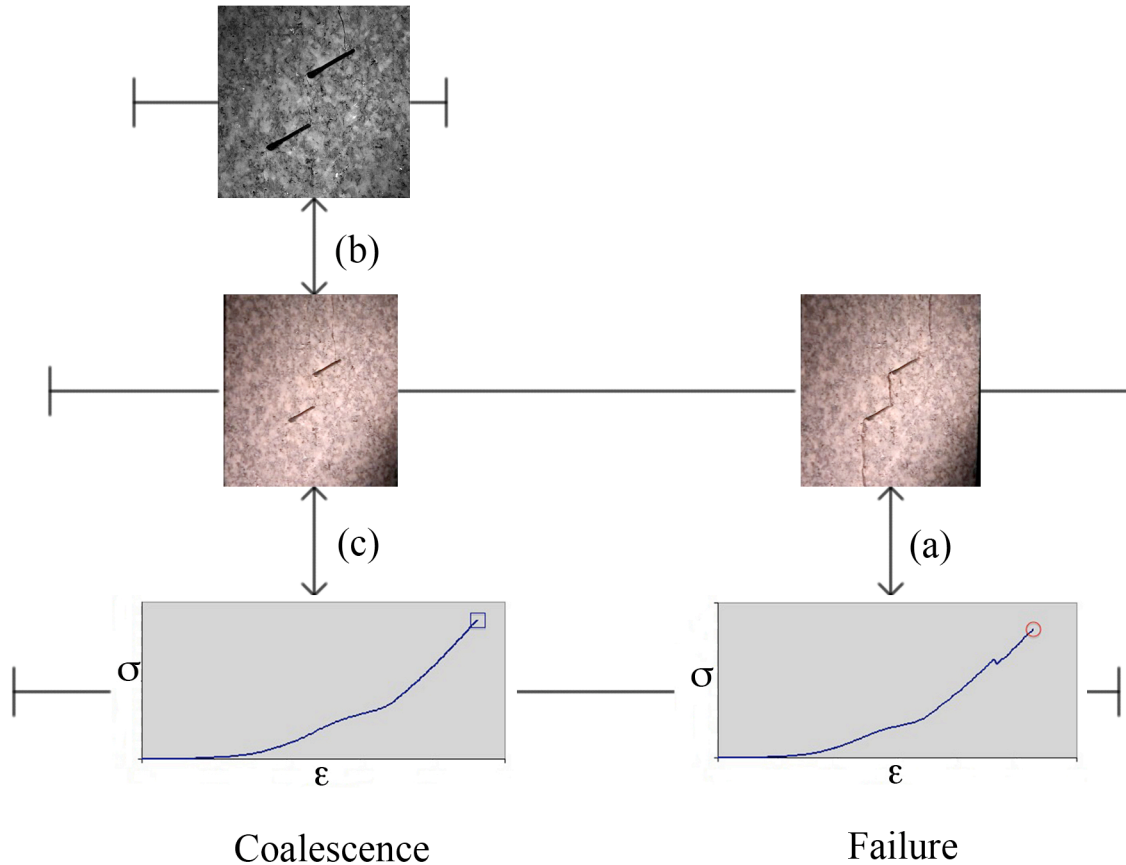 (b)
(c)
(a)
σ
σ
ε
ε
Coalescence
Failure